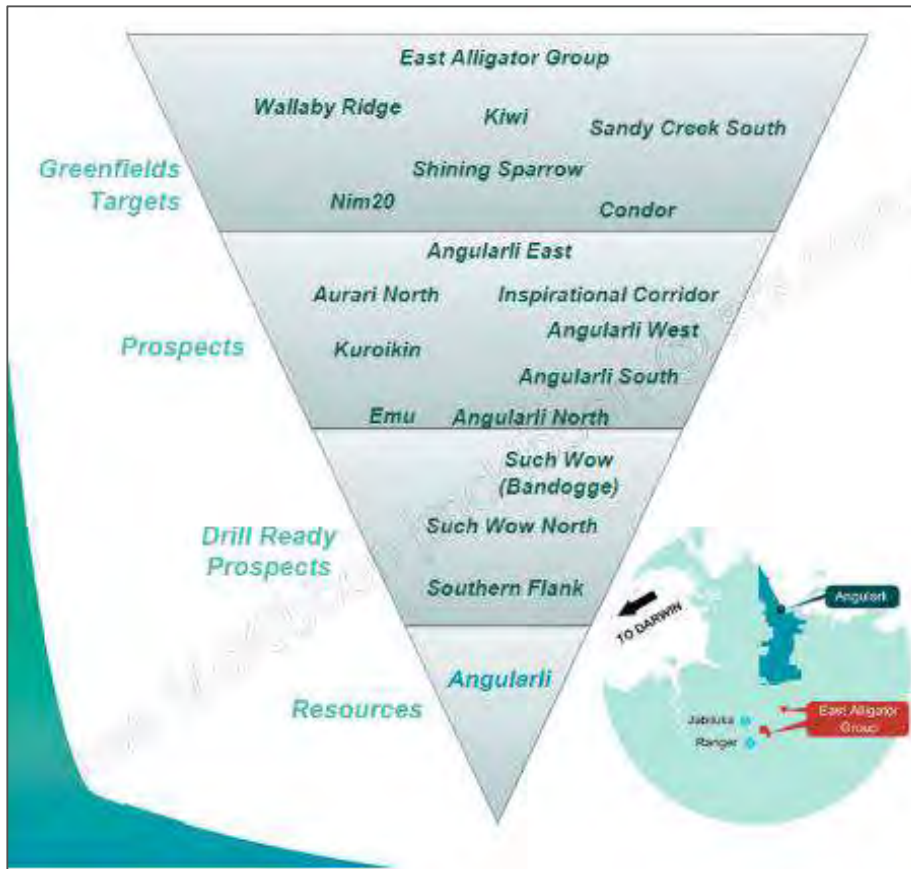 East Alligator Group
Wallaby Ridge
Kiwi
Sandy Creek South
Greenfields
Targets
Shining Sparrow
Nim20
Condor
Angularli East
Aurari North
Inspirational Corridor
Angularli West
Prospects
Kuroikin
Angularli South
Emu
Angularli North
Such Wow
(Bandogge)
Drill Ready
Prospects
Such Wow North
Southern Flank
Resources
Angularli
TO DARWIN
Angularli
Jabiluka
Ranger
East Alligator
Group